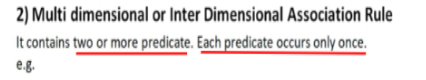 2) Multi dimensional or Inter Dimensional Association Rule
It contains two or more predicate. Each predicate occurs only once.
e.g.